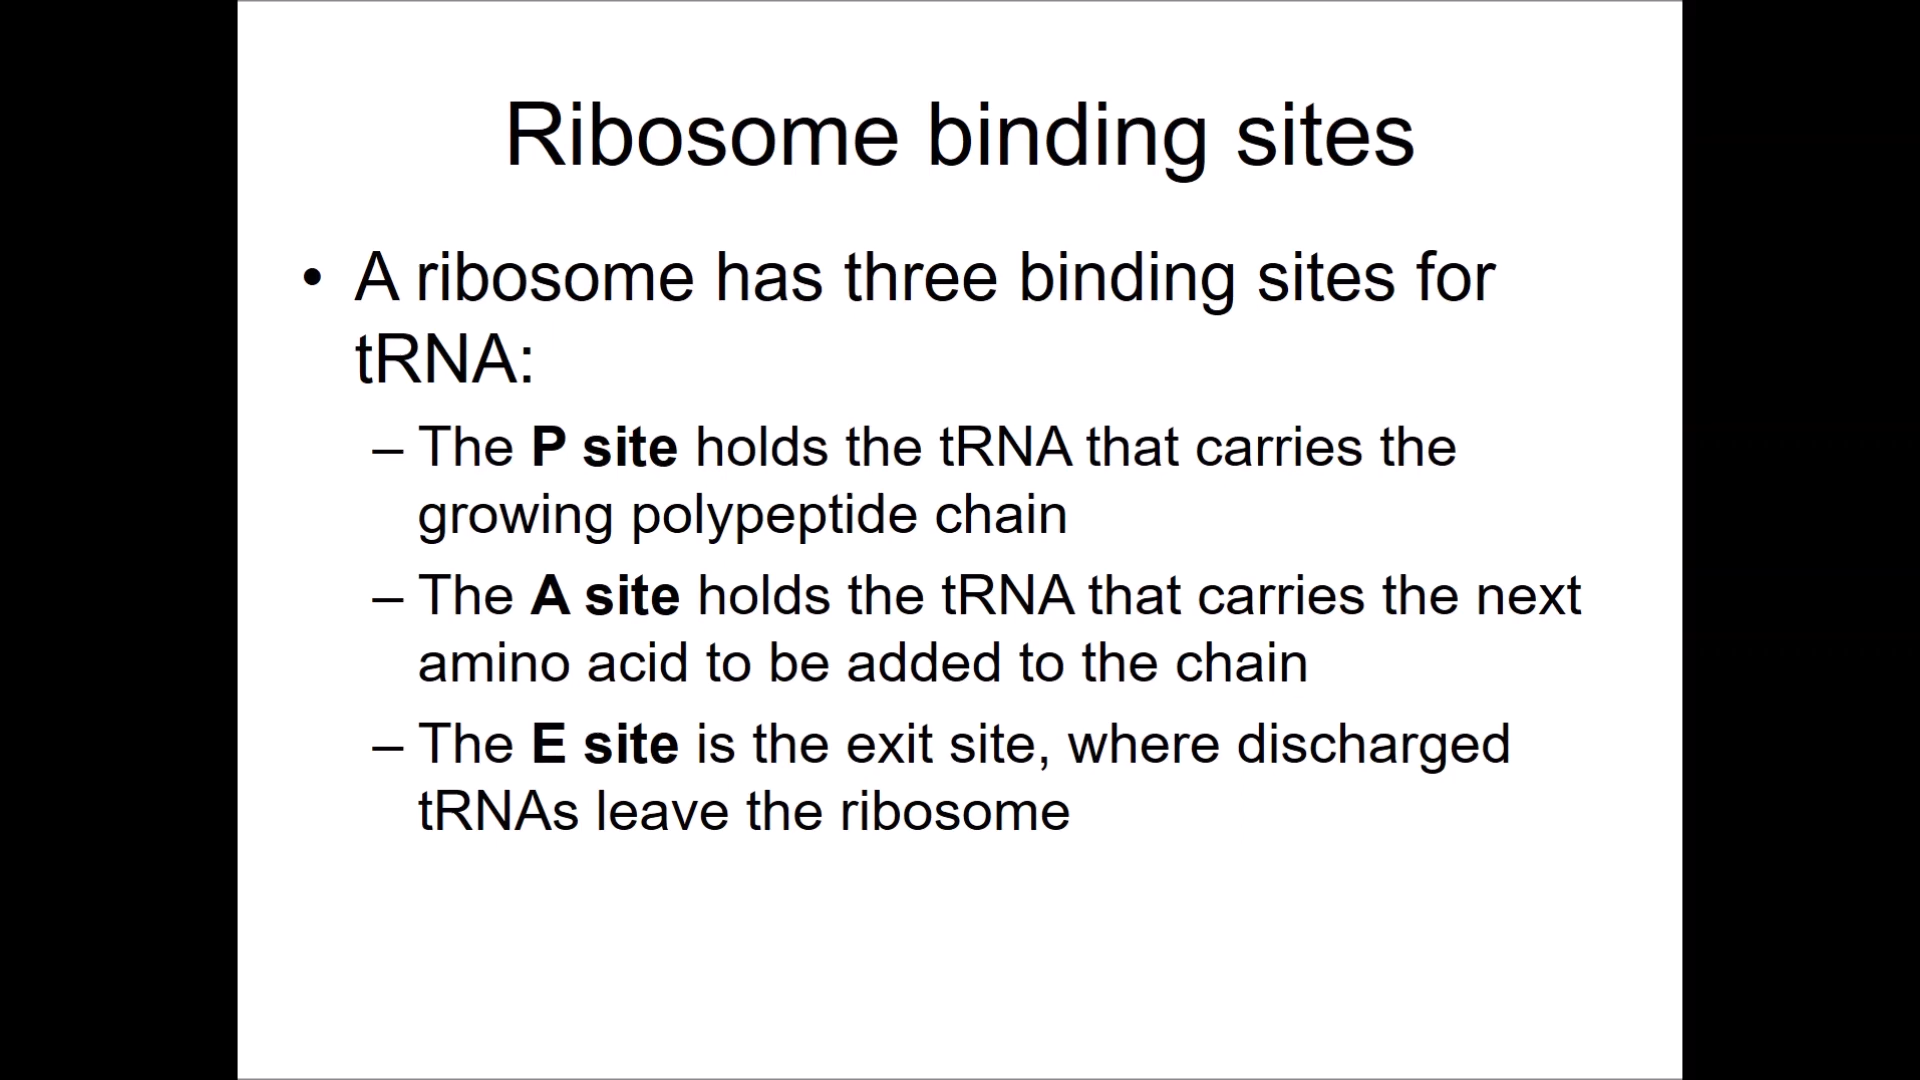 Ribosome binding sites
• A ribosome has three binding sites for
tRNA:
– The P site holds the tRNA that carries the
growing polypeptide chain
– The A site holds the tRNA that carries the next
amino acid to be added to the chain
– The E site is the exit site, where discharged
tRNAs leave the ribosome